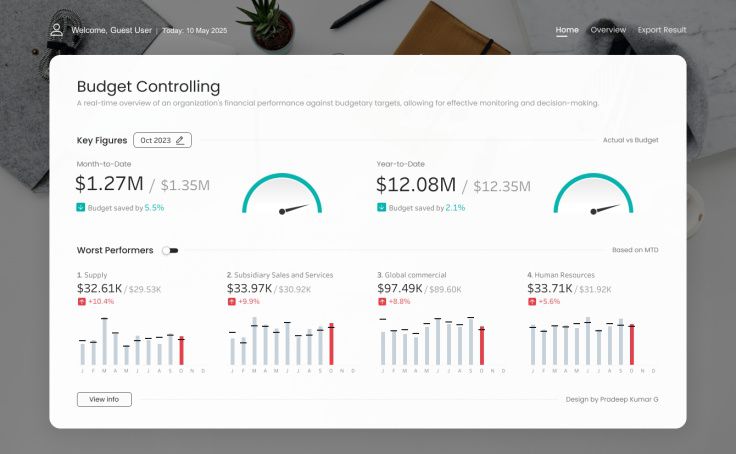 Welcome, Guest User | Today: 10 May 2025
Home Overview Export Result
Budget Controlling
A real-time overview of an organization's financial performance against budgetary targets, allowing for effective monitoring and decision-making.
Key Figures Oct 2023 Actual vs Budget
Month-to-Date Year-to-Date
$1.27M / $1.35M $12.08M / $12.35M
Budget saved by 5.5% Budget saved by 2.1%
Worst Performers Based on MTD
1. Supply 2. Subsidiary Sales and Services 3. Global commercial 4. Human Resources
$32.61K / $29.53K $33.97K / $30.92K $97.49K / $89.60K $33.71K / $31.92K
+10.4% +9.9% +8.8% +5.6%
J F M A M J J A S O N D J F M A M J J A S O N D J F M A M J J A S O N D J F M A M J J A S O N D
View info Design by Pradeep Kumar G